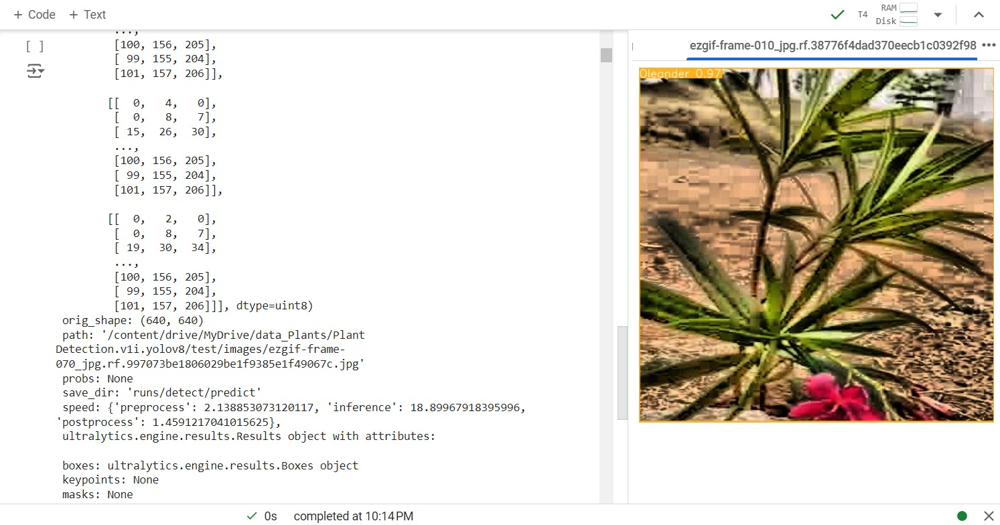 + Code + Text
T4
RAM
Disk
[ ]
...,
[100, 156, 205],
[ 99, 155, 204],
[101, 157, 206]],
[[ 0, 4, 0],
[ 0, 8, 7],
[ 15, 26, 30],
...,
[100, 156, 205],
[ 99, 155, 204],
[101, 157, 206]],
[[ 0, 2, 0],
[ 0, 8, 7],
[ 19, 30, 34],
...,
[100, 156, 205],
[ 99, 155, 204],
[101, 157, 206]]], dtype=uint8)
orig_shape: (640, 640)
path: '/content/drive/MyDrive/data_Plants/Plant
Detection.v1i.yolov8/test/images/ezgif-frame-
070_jpg.rf.997073be1806029be1f9385e1f49067c.jpg'
probs: None
save_dir: 'runs/detect/predict'
speed: {'preprocess': 2.138853073120117, 'inference': 18.89967918395996,
'postprocess': 1.4591217041015625},
ultralytics.engine.results.Results object with attributes:
boxes: ultralytics.engine.results.Boxes object
keypoints: None
masks: None
ezgif-frame-010_jpg.rf.38776f4dad370eecb1c0392f98
Oleander 0.97
0s completed at 10:14 PM